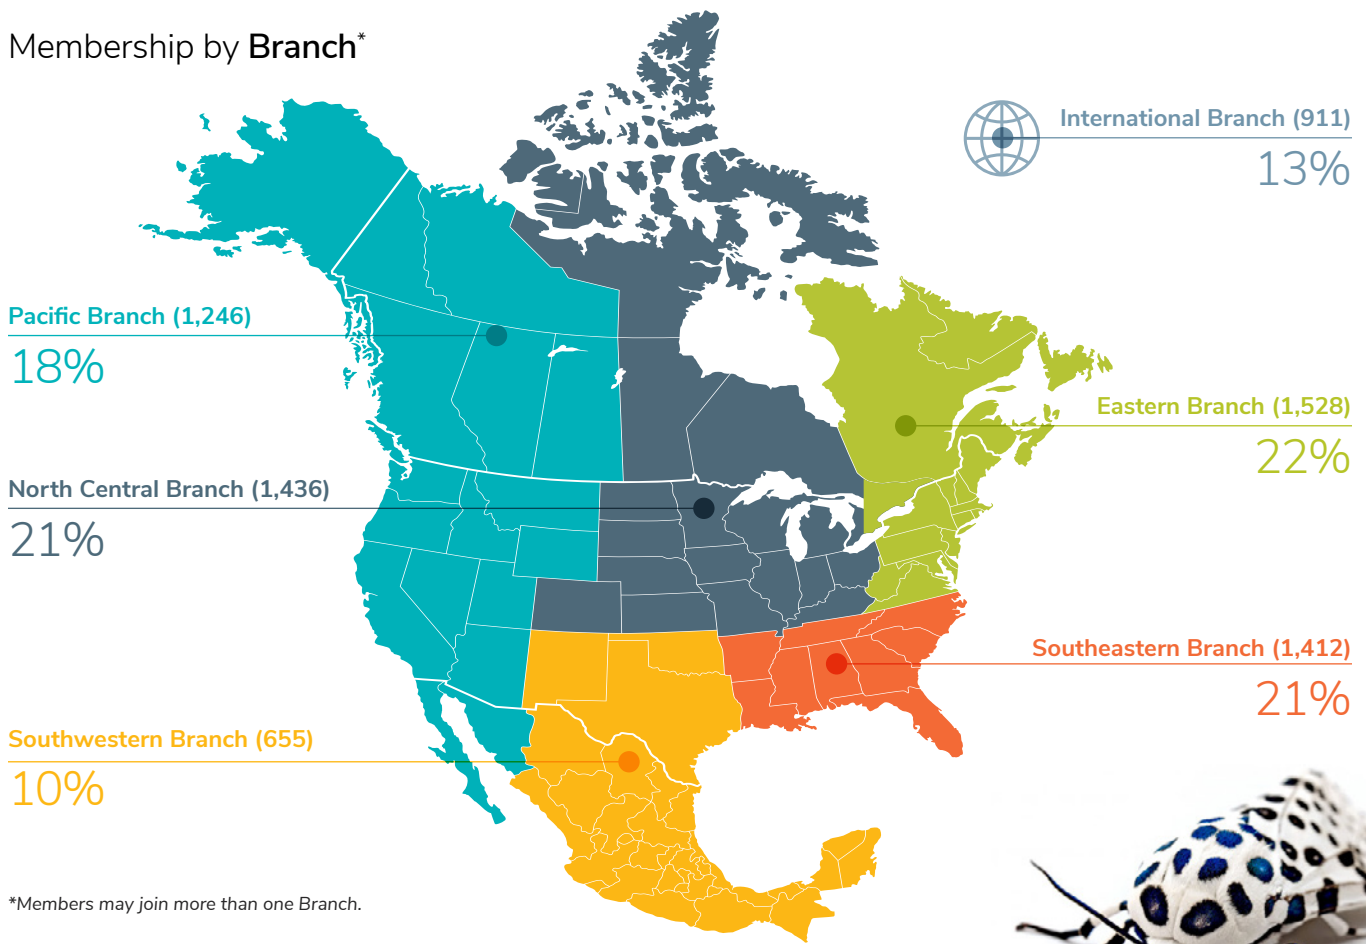 Membership by Branch*
International Branch (911)
13%
Pacific Branch (1,246)
18%
Eastern Branch (1,528)
22%
North Central Branch (1,436)
21%
Southeastern Branch (1,412)
21%
Southwestern Branch (655)
10%
*Members may join more than one Branch.